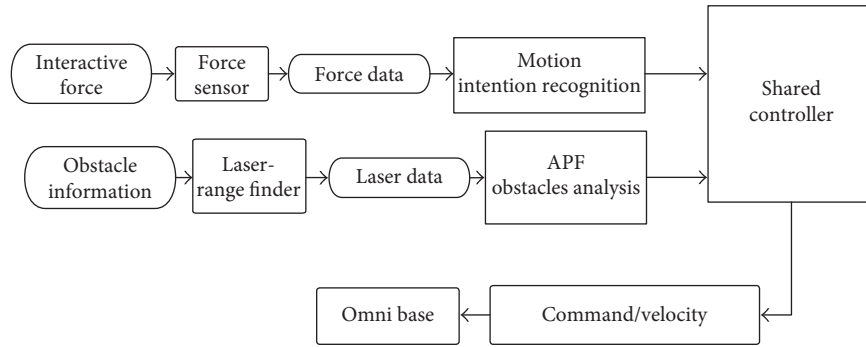 Interactive
force
Force
sensor
Force data
Motion
intention recognition
Shared
controller
Obstacle
information
Laser-
range finder
Laser data
APF
obstacles analysis
Omni base
Command/velocity